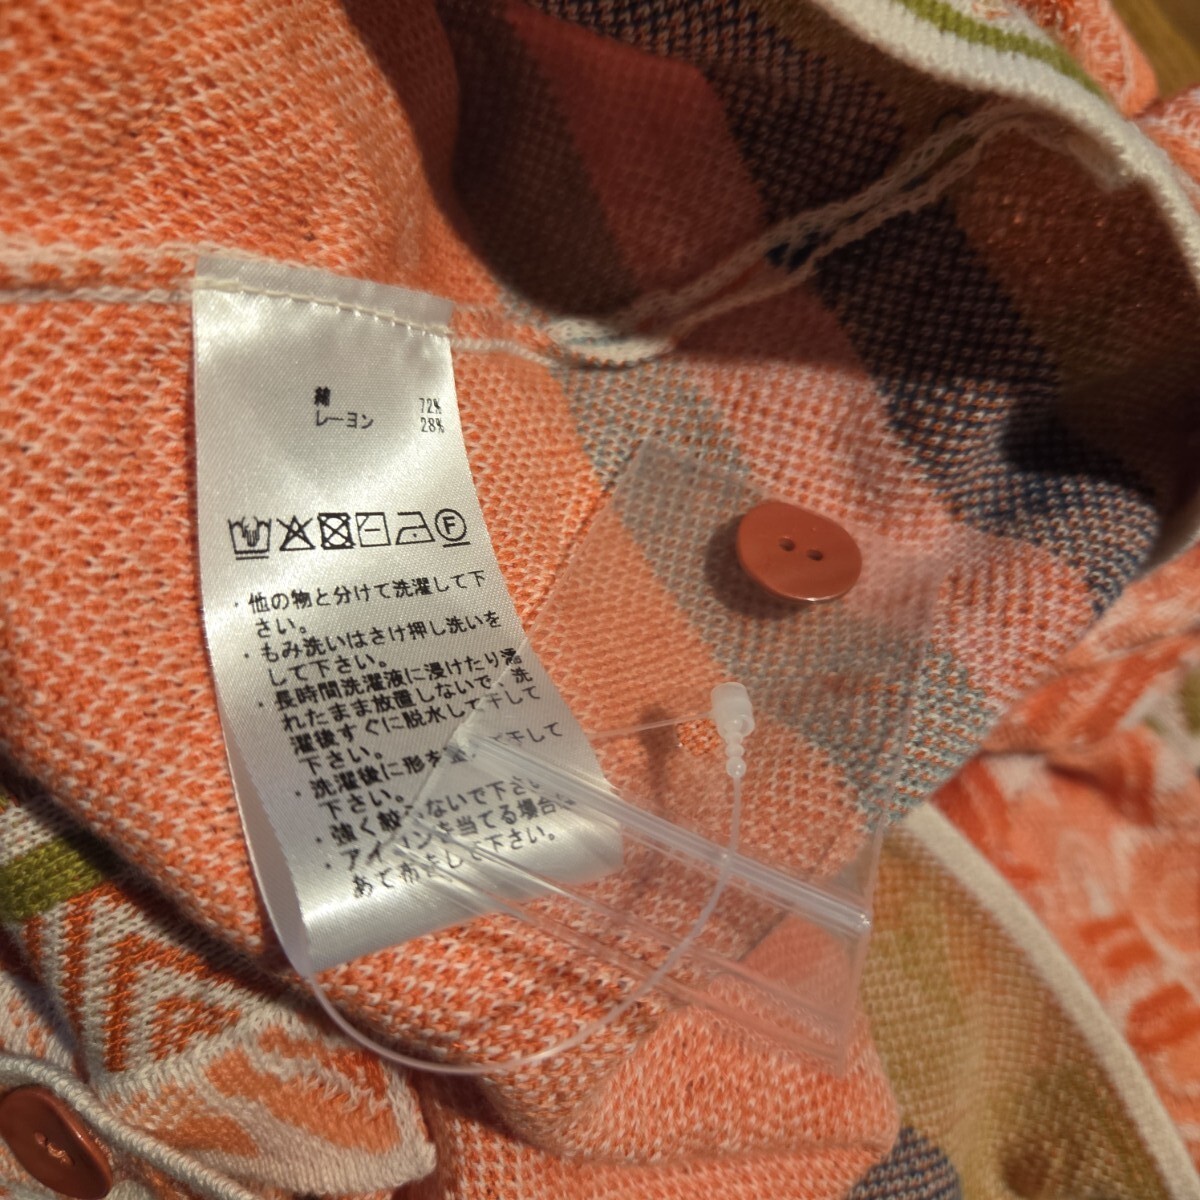 綿 72%
レーヨン 28%
F
・他の物と分けて洗濯して下
さい。
・もみ洗いはさけ押し洗いを
して下さい。
・長時間洗濯液に浸けたり濡
れたまま放置しないで、洗
濯後すぐに脱水して干して
下さい。
・洗濯後に形を整 干して
下さい。
・強く絞らないで下さい
・アイロンを当てる場合は
あて布をして下さい。